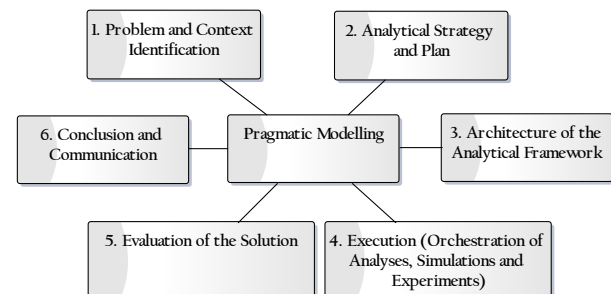 1. Problem and Context
Identification
2. Analytical Strategy
and Plan
6. Conclusion and
Communication
Pragmatic Modelling
3. Architecture of the
Analytical Framework
5. Evaluation of the Solution
4. Execution (Orchestration of
Analyses, Simulations and
Experiments)